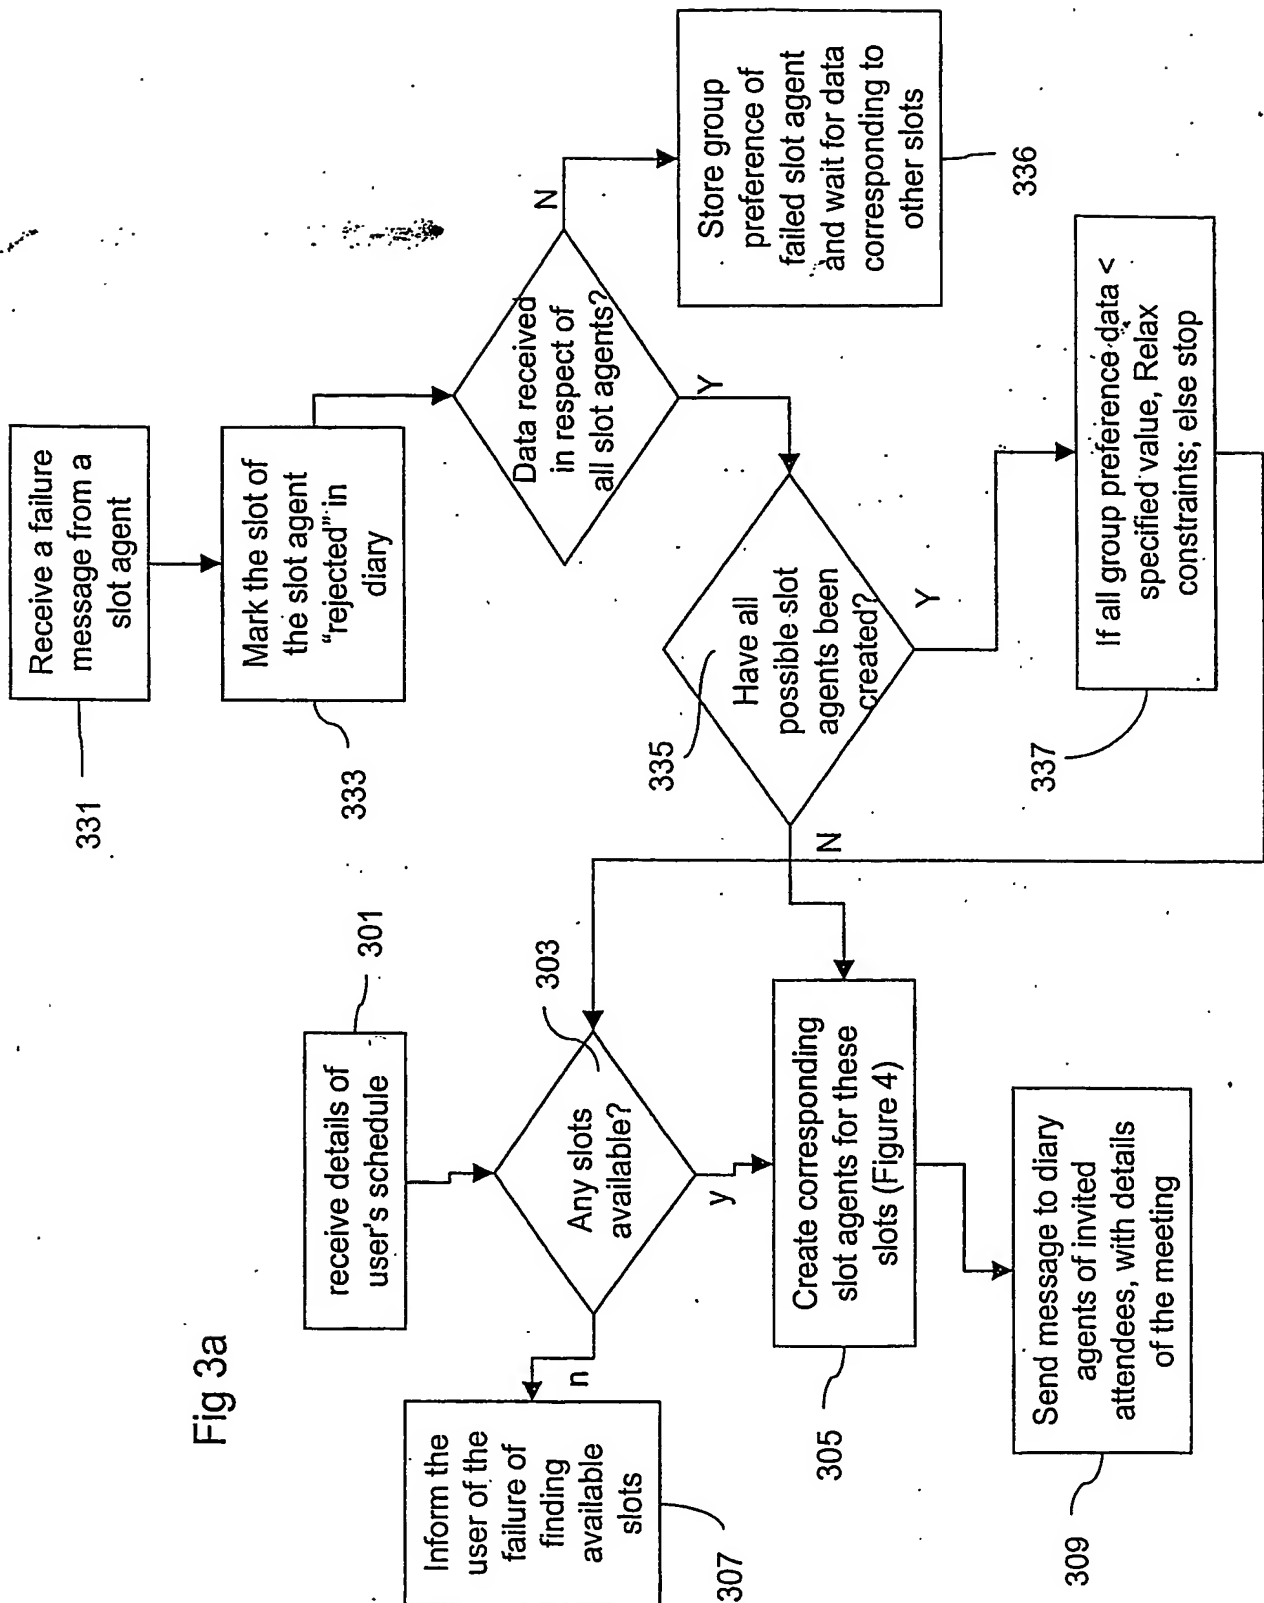 Fig 3a
receive details of
user's schedule
301
Any slots
available?
303
n
y
Inform the
user of the
failure of
finding
available
slots
307
Create corresponding
slot agents for these
slots (Figure 4)
305
Send message to diary
agents of invited
attendees, with details
of the meeting
309
Receive a failure
message from a
slot agent
331
Mark the slot of
the slot agent
“rejected” in
diary
333
Data received
in respect of
all slot agents?
N
Y
Store group
preference of
failed slot agent
and wait for data
corresponding to
other slots
336
Have all
possible slot
agents been
created?
335
N
Y
If all group preference data <
specified value, Relax
constraints; else stop
337